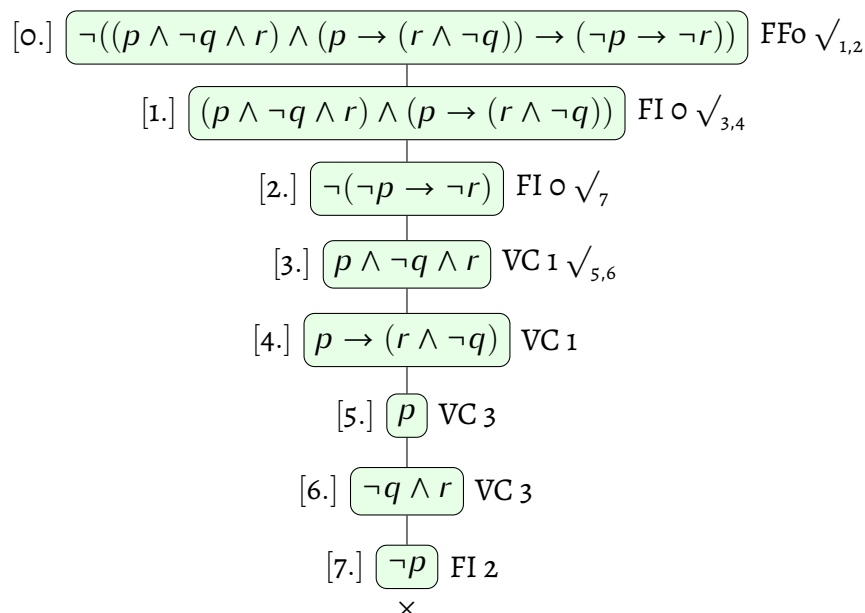 [0.] ¬((p ∧ ¬q ∧ r) ∧ (p → (r ∧ ¬q)) → (¬p → ¬r)) FF0 √1,2
[1.] (p ∧ ¬q ∧ r) ∧ (p → (r ∧ ¬q)) FI 0 √3,4
[2.] ¬(¬p → ¬r) FI 0 √7
[3.] p ∧ ¬q ∧ r VC 1 √5,6
[4.] p → (r ∧ ¬q) VC 1
[5.] p VC 3
[6.] ¬q ∧ r VC 3
[7.] ¬p FI 2
×